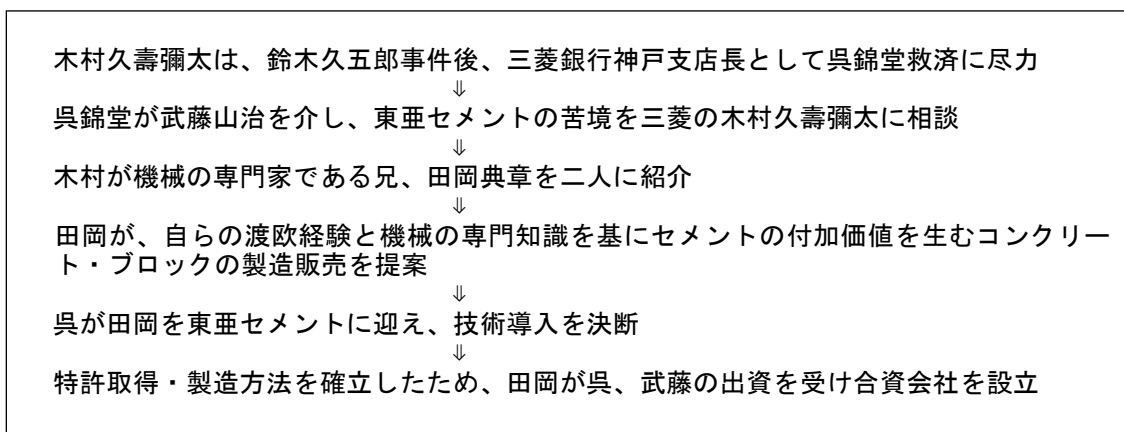 木村久壽彌太は、鈴木久五郎事件後、三菱銀行神戸支店長として呉錦堂救済に尽力
⇓
呉錦堂が武藤山治を介し、東亜セメントの苦境を三菱の木村久壽彌太に相談
⇓
木村が機械の専門家である兄、田岡典章を二人に紹介
⇓
田岡が、自らの渡欧経験と機械の専門知識を基にセメントの付加価値を生むコンクリー
ト・ブロックの製造販売を提案
⇓
呉が田岡を東亜セメントに迎え、技術導入を決断
⇓
特許取得・製造方法を確立したため、田岡が呉、武藤の出資を受け合資会社を設立